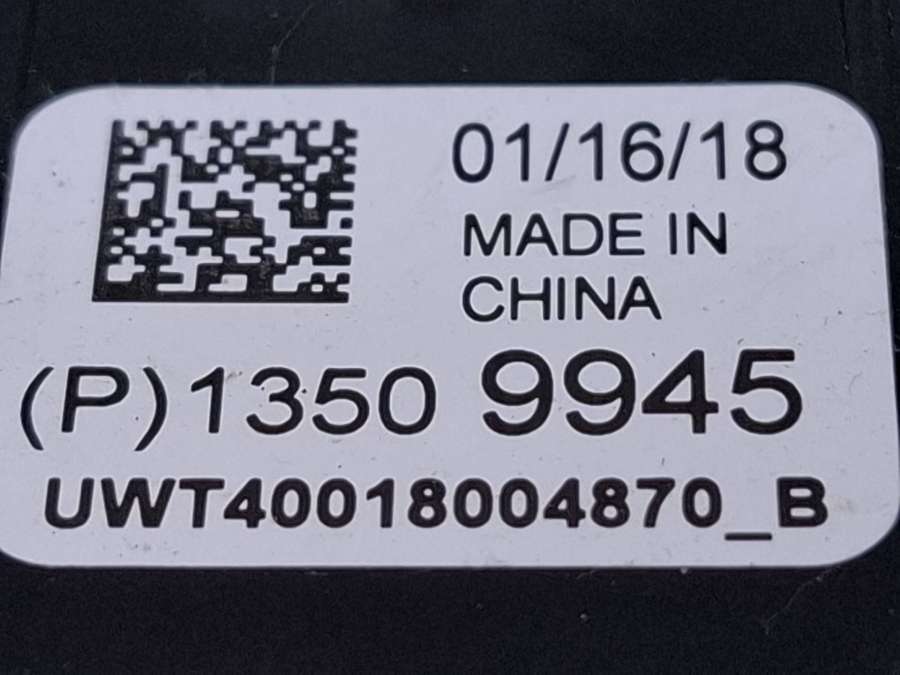 01/16/18
MADE IN
CHINA
(P)1350 9945
UWT40018004870_B